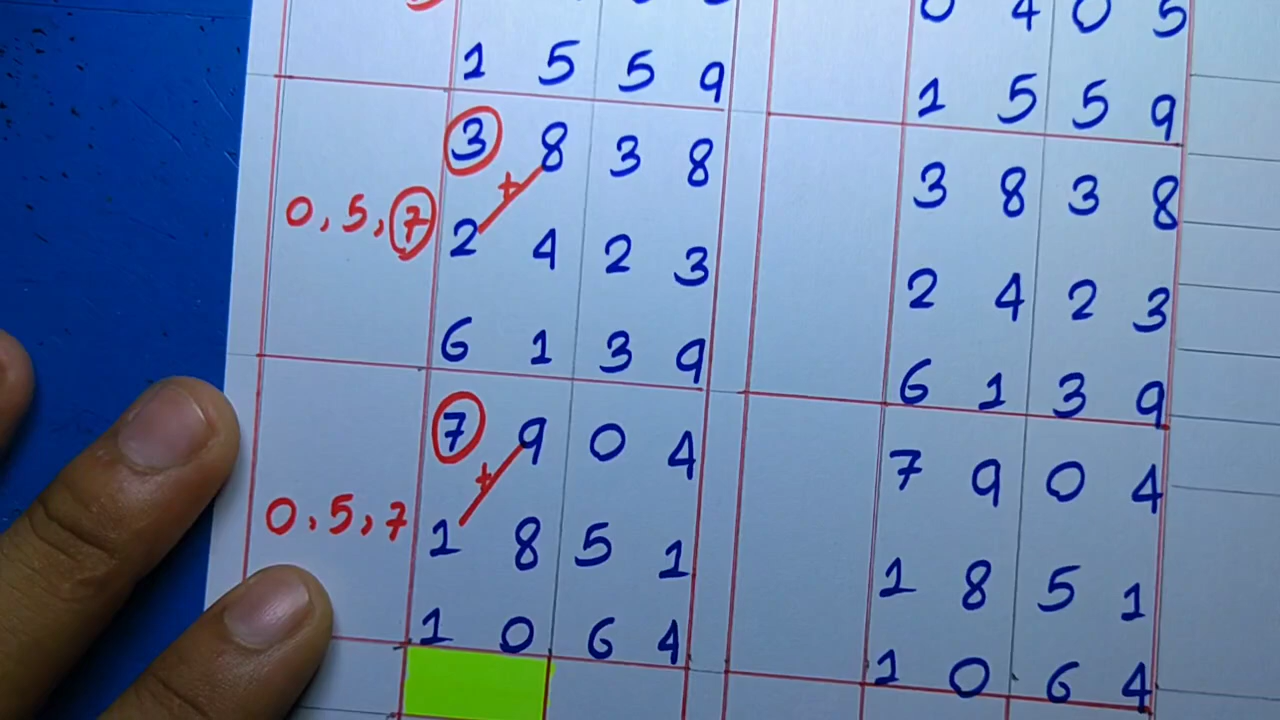 0 4 0 5
1 5 5 9
1 5 5 9
3 8 3 8
3 8 3 8
+
0, 5, 7
2 4 2 3
2 4 2 3
6 1 3 9
6 1 3 9
7 9 0 4
7 9 0 4
+
0, 5, 7
1 8 5 1
1 8 5 1
1 0 6 4
1 0 6 4